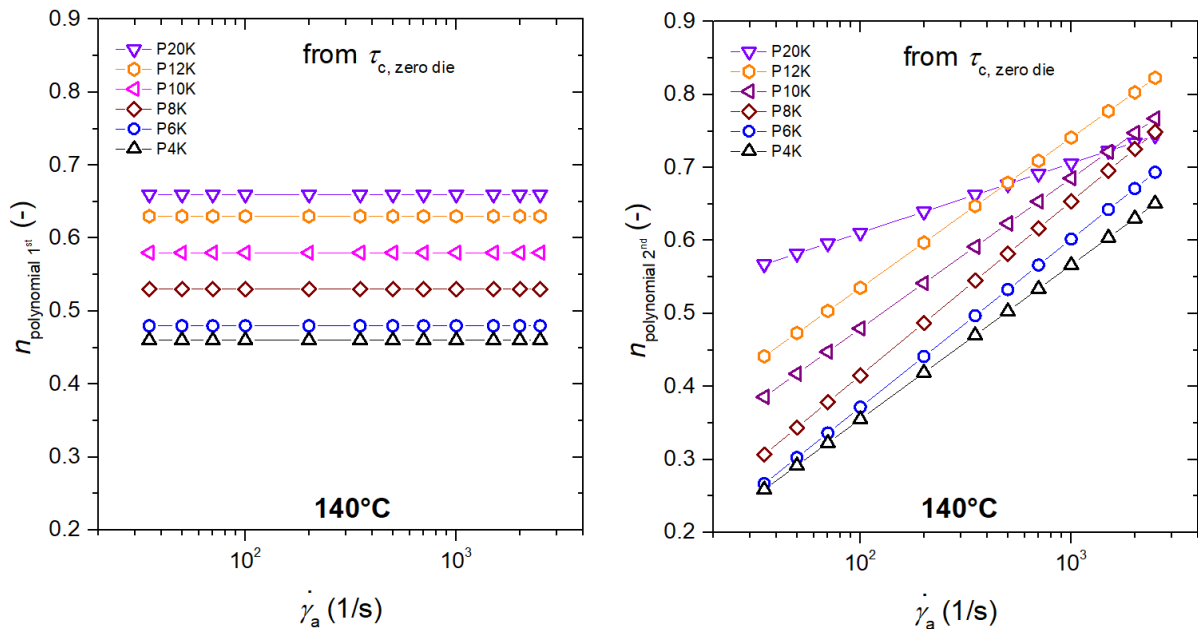 0.9
0.8
0.7
0.6
0.5
0.4
0.3
0.2
n polynomial 1st (-)
from τc, zero die
P20K
P12K
P10K
P8K
P6K
P4K
140°C
10² 10³
γ̇a (1/s)
0.9
0.8
0.7
0.6
0.5
0.4
0.3
0.2
n polynomial 2nd (-)
from τc, zero die
P20K
P12K
P10K
P8K
P6K
P4K
140°C
10² 10³
γ̇a (1/s)